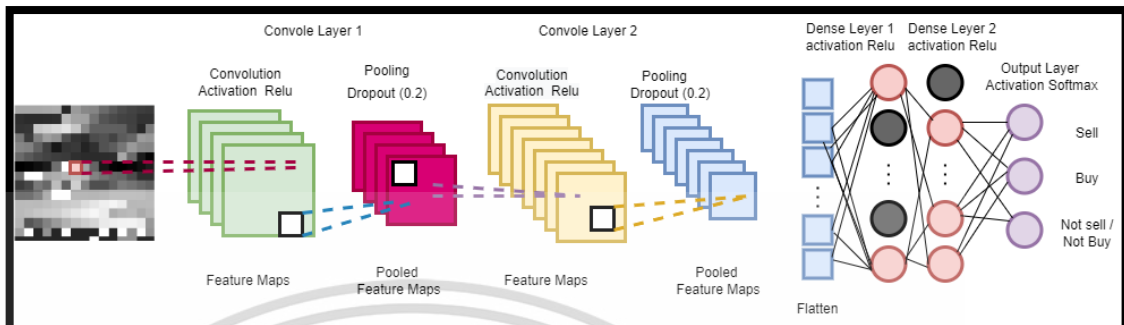 Convole Layer 1
Convole Layer 2
Convolution
Activation Relu
Pooling
Dropout (0.2)
Convolution
Activation Relu
Pooling
Dropout (0.2)
Dense Leyer 1
activation Relu
Dense Leyer 2
activation Relu
Output Layer
Activation Softmax
Sell
Buy
Not sell /
Not Buy
Feature Maps
Pooled
Feature Maps
Feature Maps
Pooled
Feature Maps
Flatten